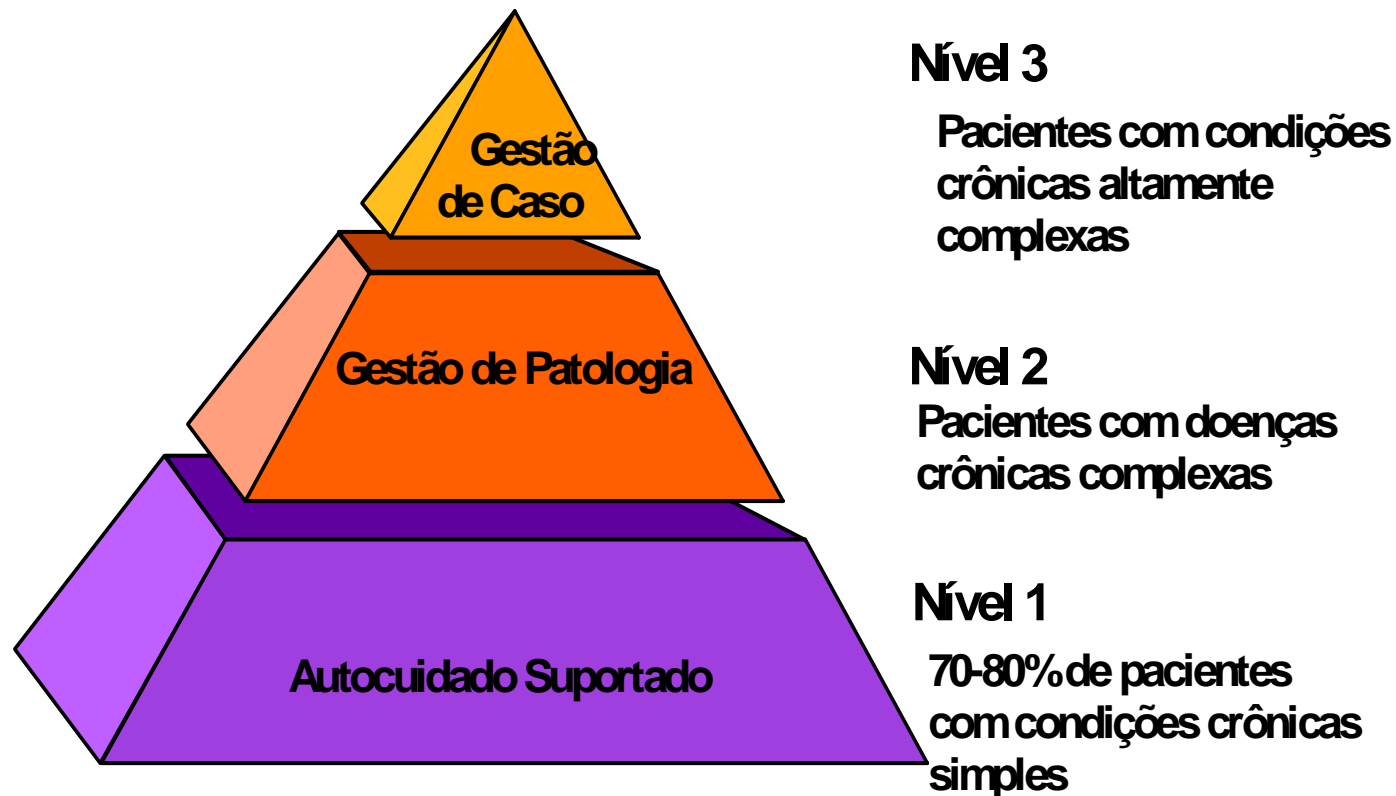 Gestão
de Caso
Nível 3
Pacientes com condições
crônicas altamente
complexas
Gestão de Patologia
Nível 2
Pacientes com doenças
crônicas complexas
Autocuidado Suportado
Nível 1
70-80% de pacientes
com condições crônicas
simples